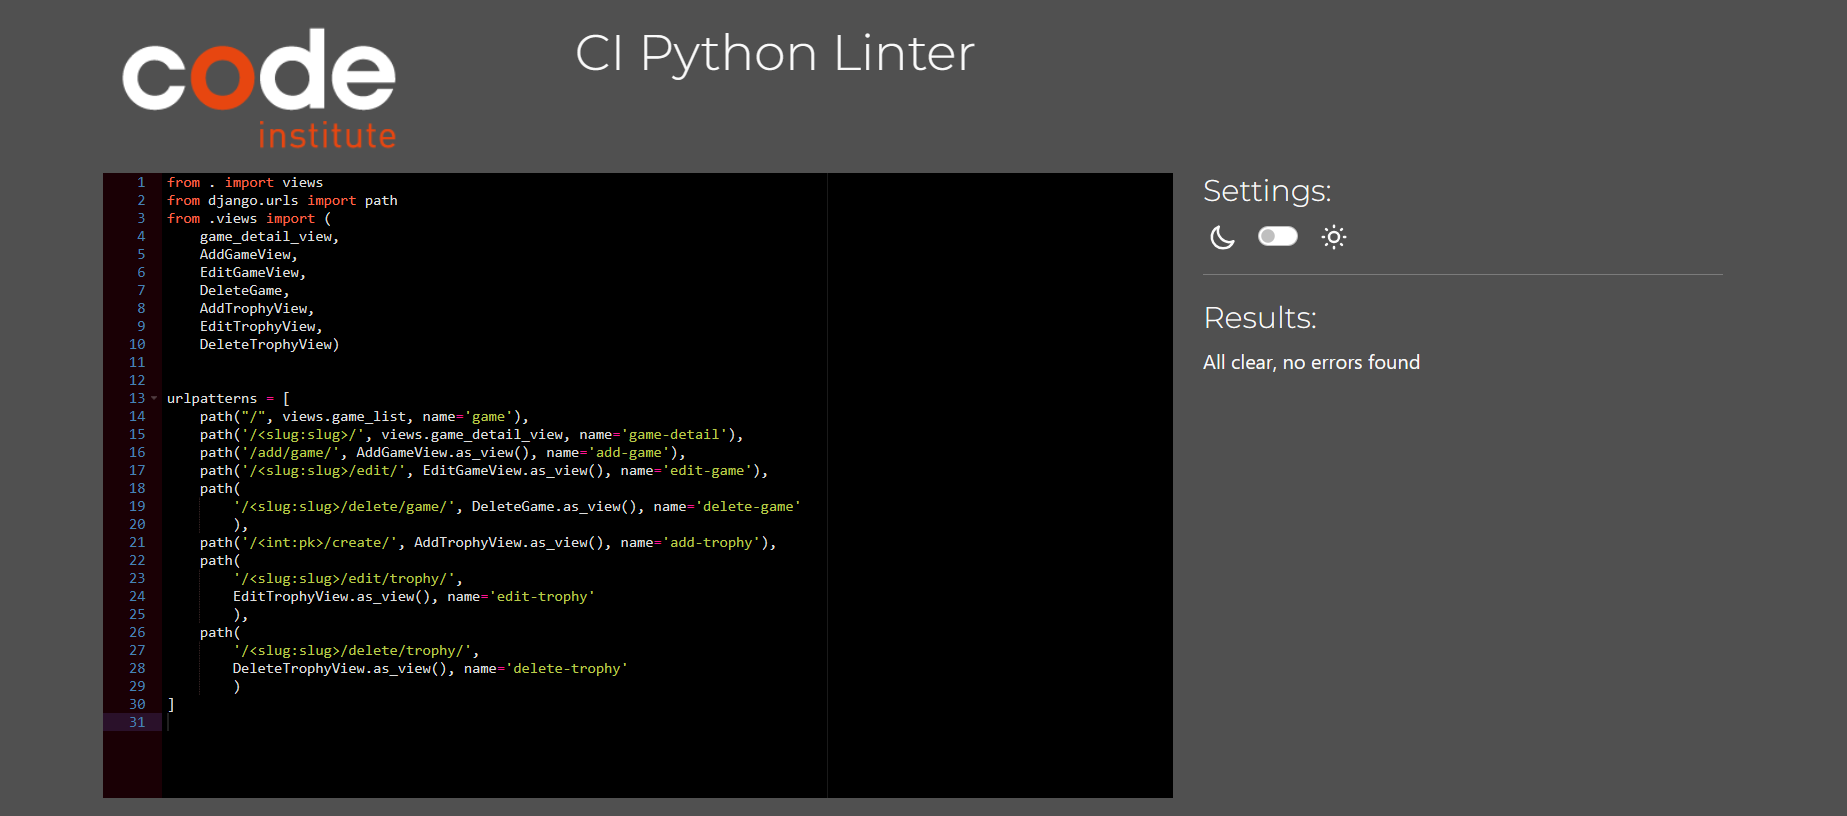 code
institute
CI Python Linter
1 from . import views
2 from django.urls import path
3 from .views import (
4     game_detail_view,
5     AddGameView,
6     EditGameView,
7     DeleteGame,
8     AddTrophyView,
9     EditTrophyView,
10     DeleteTrophyView)
11
12
13 urlpatterns = [
14     path("/", views.game_list, name='game'),
15     path('/<slug:slug>/', views.game_detail_view, name='game-detail'),
16     path('/add/game/', AddGameView.as_view(), name='add-game'),
17     path('/<slug:slug>/edit/', EditGameView.as_view(), name='edit-game'),
18     path(
19         '/<slug:slug>/delete/game/', DeleteGame.as_view(), name='delete-game'
20         ),
21     path('/<int:pk>/create/', AddTrophyView.as_view(), name='add-trophy'),
22     path(
23         '/<slug:slug>/edit/trophy/',
24         EditTrophyView.as_view(), name='edit-trophy'
25         ),
26     path(
27         '/<slug:slug>/delete/trophy/',
28         DeleteTrophyView.as_view(), name='delete-trophy'
29         )
30 ]
31
Settings:
Results:
All clear, no errors found